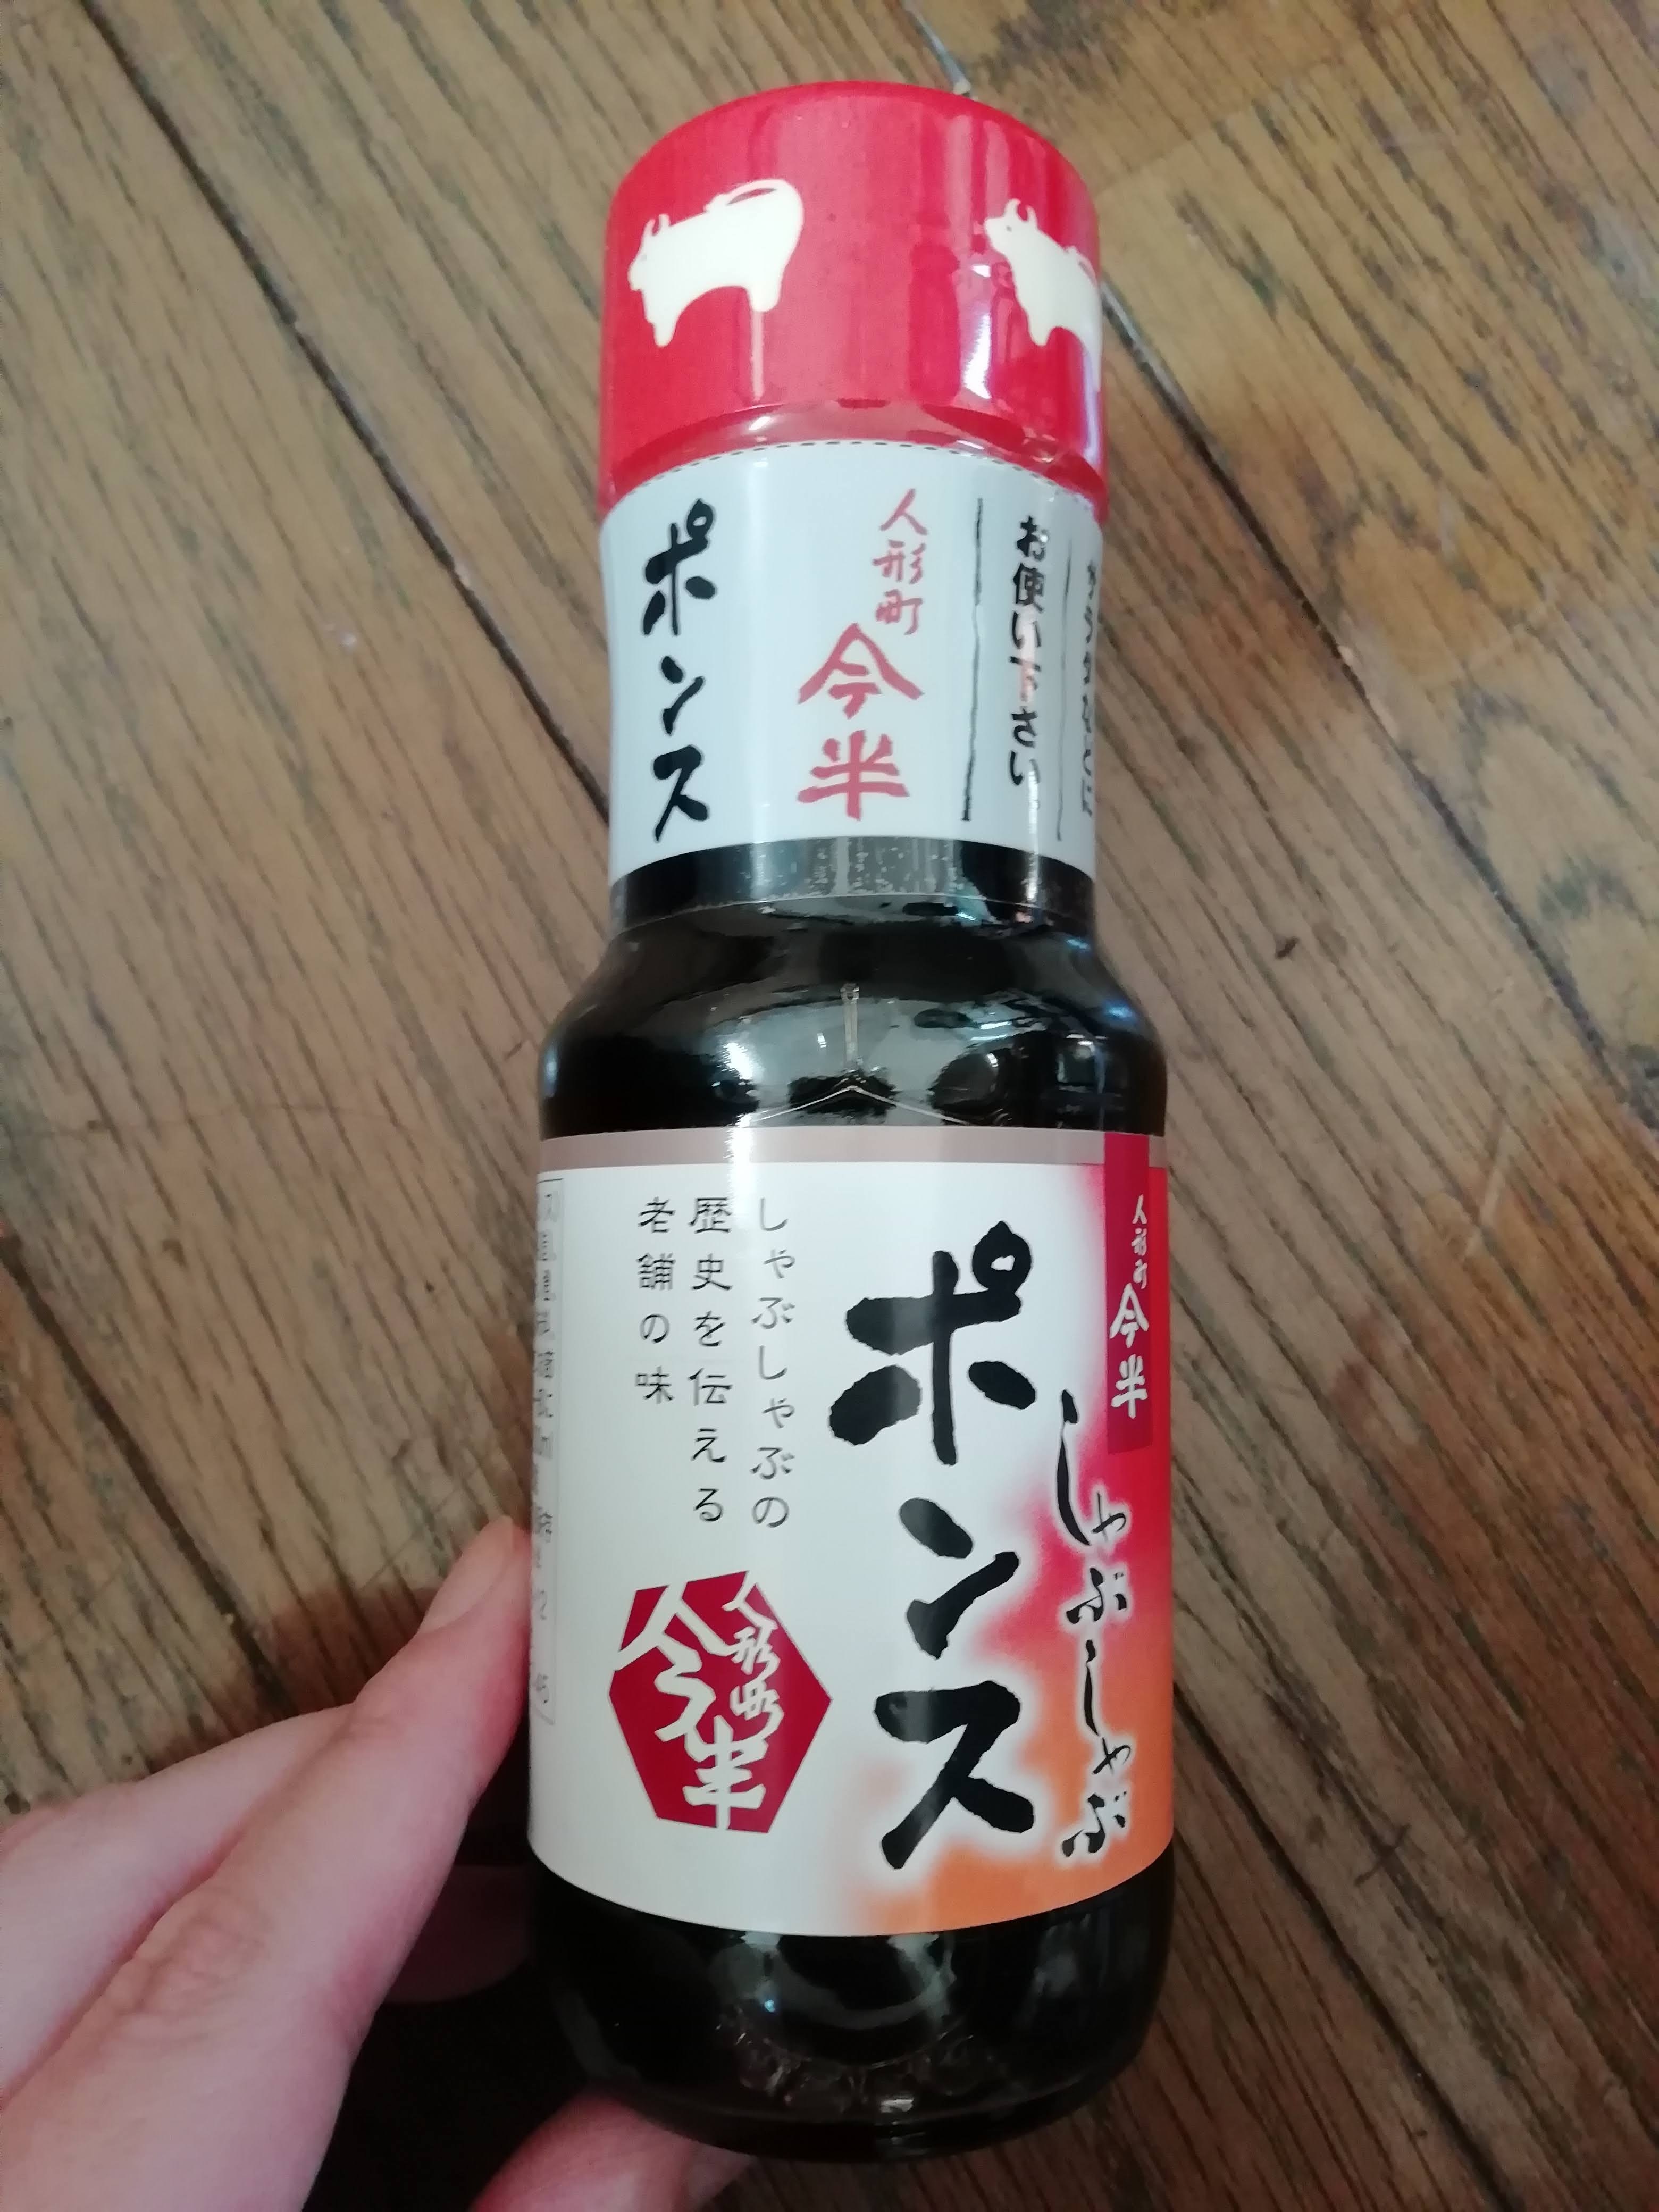 人形町
今半
ポンス
お使い下さい
人形町
今半
しゃぶしゃぶ
ポンス
しゃぶしゃぶの
歴史を伝える
老舗の味
人形町
今半